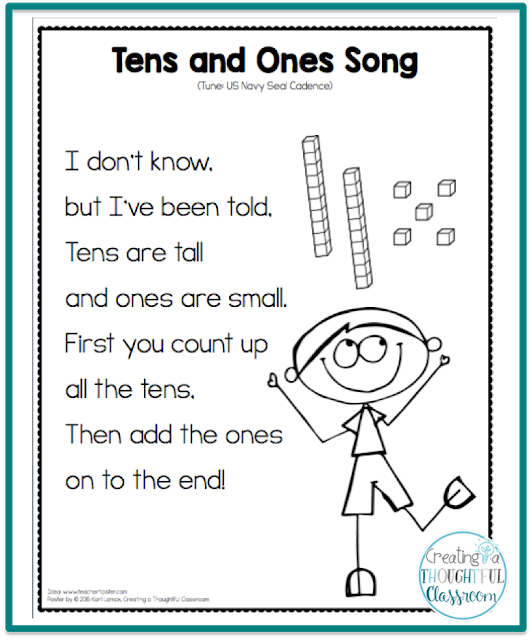 Tens and Ones Song
(Tune: US Navy Seal Cadence)
I don't know,
but I've been told,
Tens are tall
and ones are small.
First you count up
all the tens,
Then add the ones
on to the end!
Idea: www.teachertipster.com
Poster by © 2015 Karli Lomax, Creating a Thoughtful Classroom
Creating a
THOUGHTFUL
Classroom